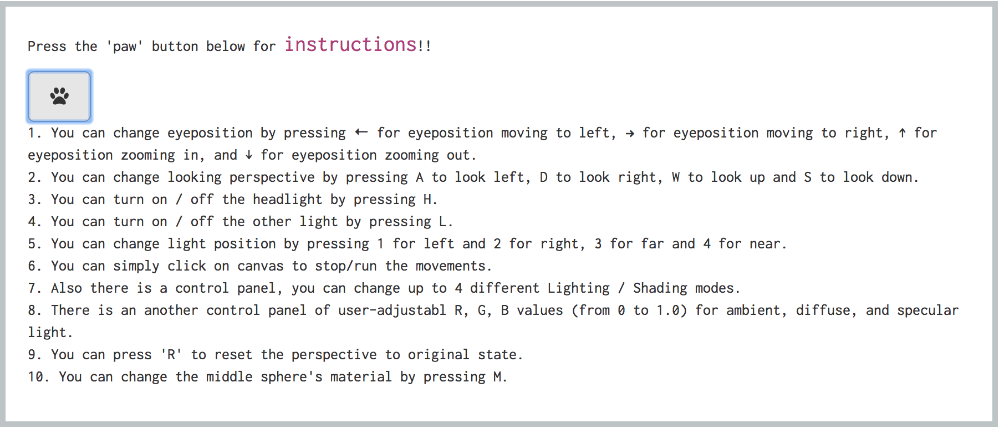 Press the 'paw' button below for instructions!!
1. You can change eyeposition by pressing ← for eyeposition moving to left, → for eyeposition moving to right, ↑ for
eyeposition zooming in, and ↓ for eyeposition zooming out.
2. You can change looking perspective by pressing A to look left, D to look right, W to look up and S to look down.
3. You can turn on / off the headlight by pressing H.
4. You can turn on / off the other light by pressing L.
5. You can change light position by pressing 1 for left and 2 for right, 3 for far and 4 for near.
6. You can simply click on canvas to stop/run the movements.
7. Also there is a control panel, you can change up to 4 different Lighting / Shading modes.
8. There is an another control panel of user-adjustabl R, G, B values (from 0 to 1.0) for ambient, diffuse, and specular
light.
9. You can press 'R' to reset the perspective to original state.
10. You can change the middle sphere's material by pressing M.